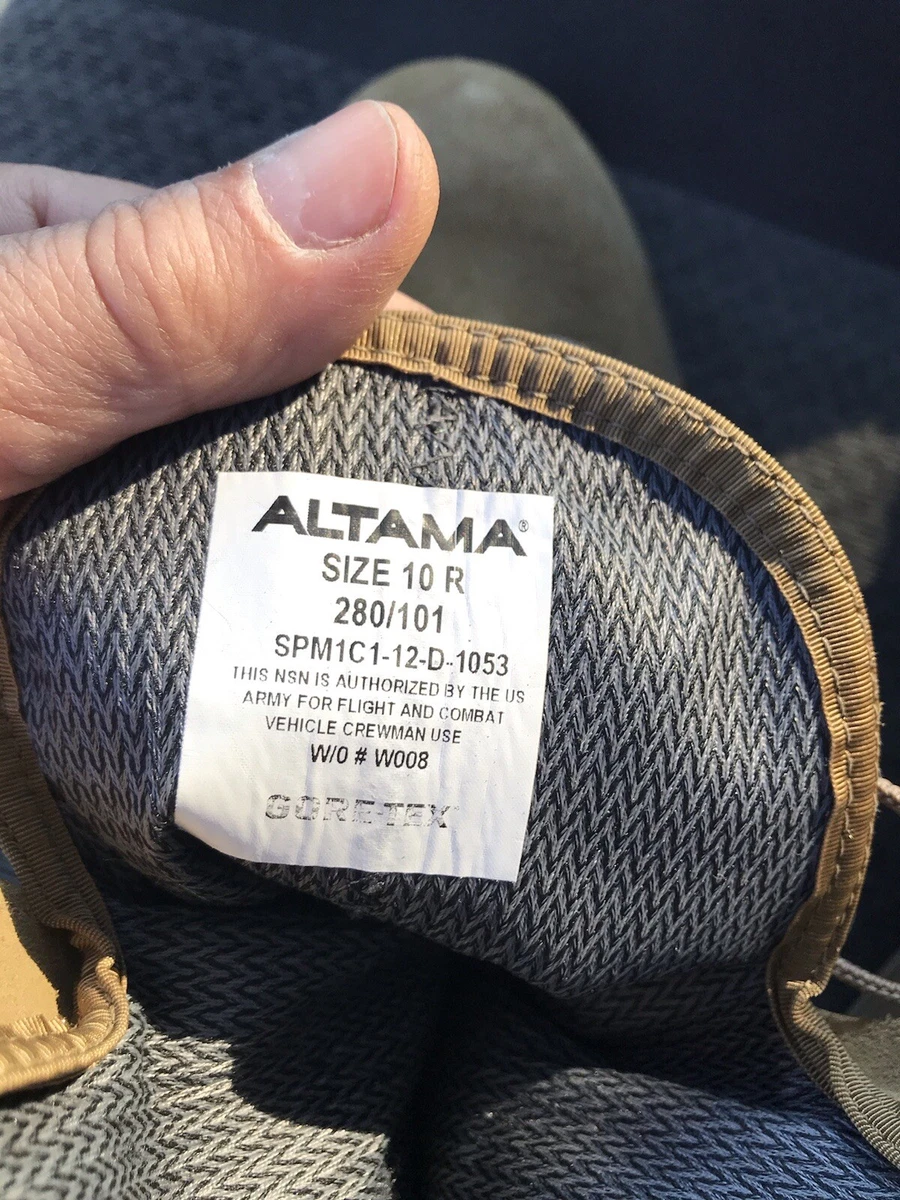 ALTAMA®
SIZE 10 R
280/101
SPM1C1-12-D-1053
THIS NSN IS AUTHORIZED BY THE US
ARMY FOR FLIGHT AND COMBAT
VEHICLE CREWMAN USE
W/0 # W008
GORE-TEX